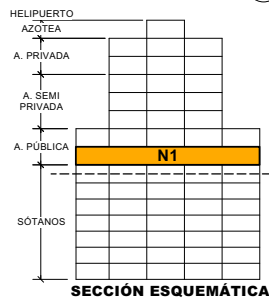 HELIPUERTO
AZOTEA
A. PRIVADA
A. SEMI
PRIVADA
A. PÚBLICA
N1
SÓTANOS
SECCIÓN ESQUEMÁTICA